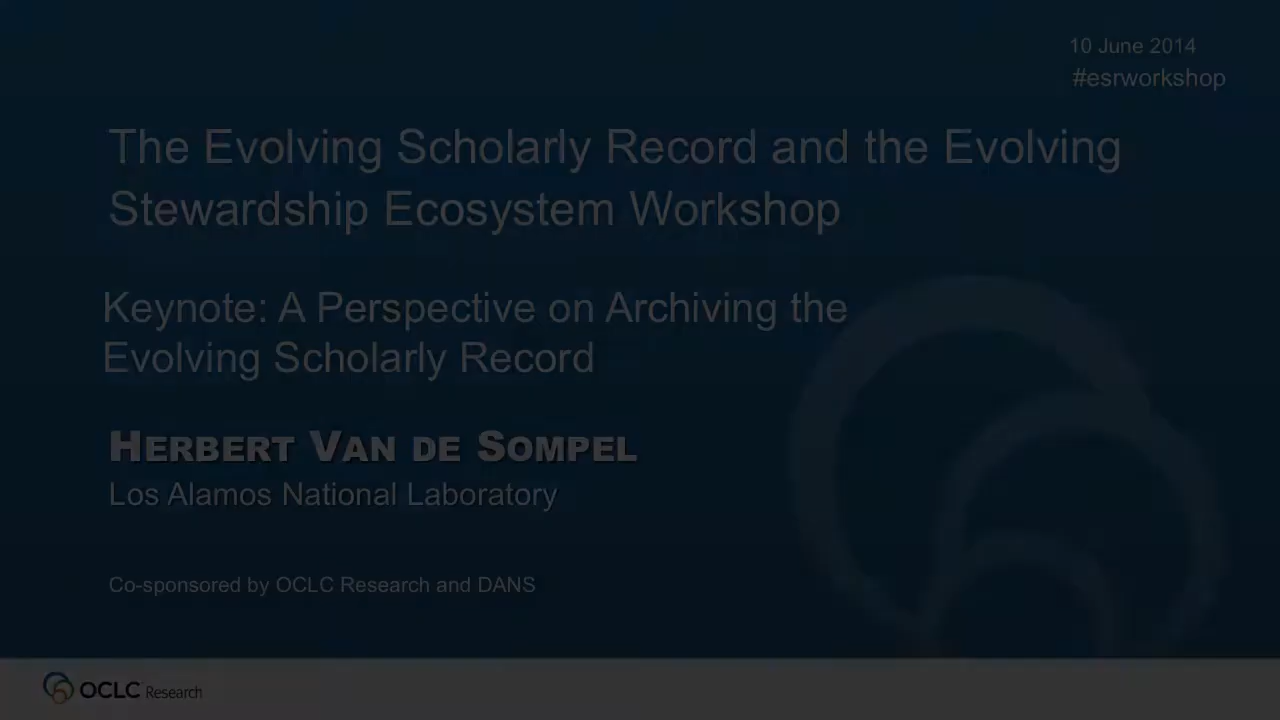 10 June 2014
#esrworkshop
The Evolving Scholarly Record and the Evolving
Stewardship Ecosystem Workshop
Keynote: A Perspective on Archiving the
Evolving Scholarly Record
HERBERT VAN DE SOMPEL
Los Alamos National Laboratory
Co-sponsored by OCLC Research and DANS
OCLC Research